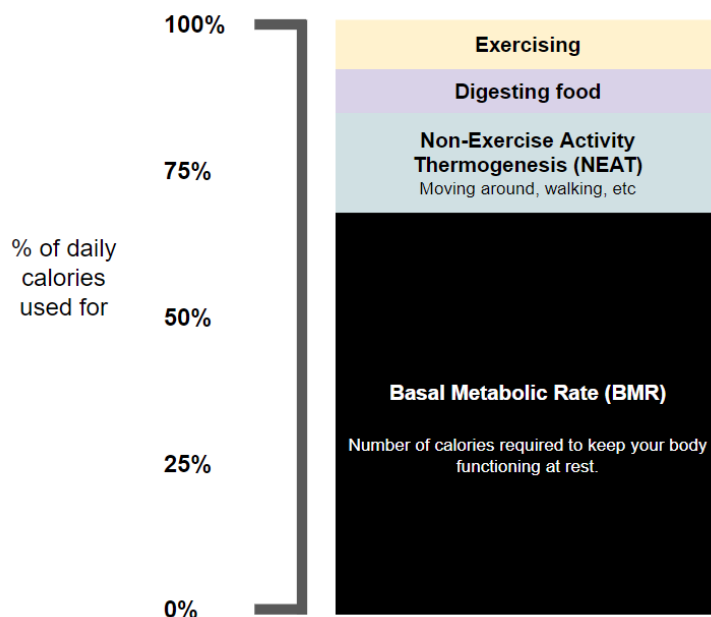 100%
75%
50%
25%
0%
% of daily
calories
used for
Exercising
Digesting food
Non-Exercise Activity
Thermogenesis (NEAT)
Moving around, walking, etc
Basal Metabolic Rate (BMR)
Number of calories required to keep your body
functioning at rest.